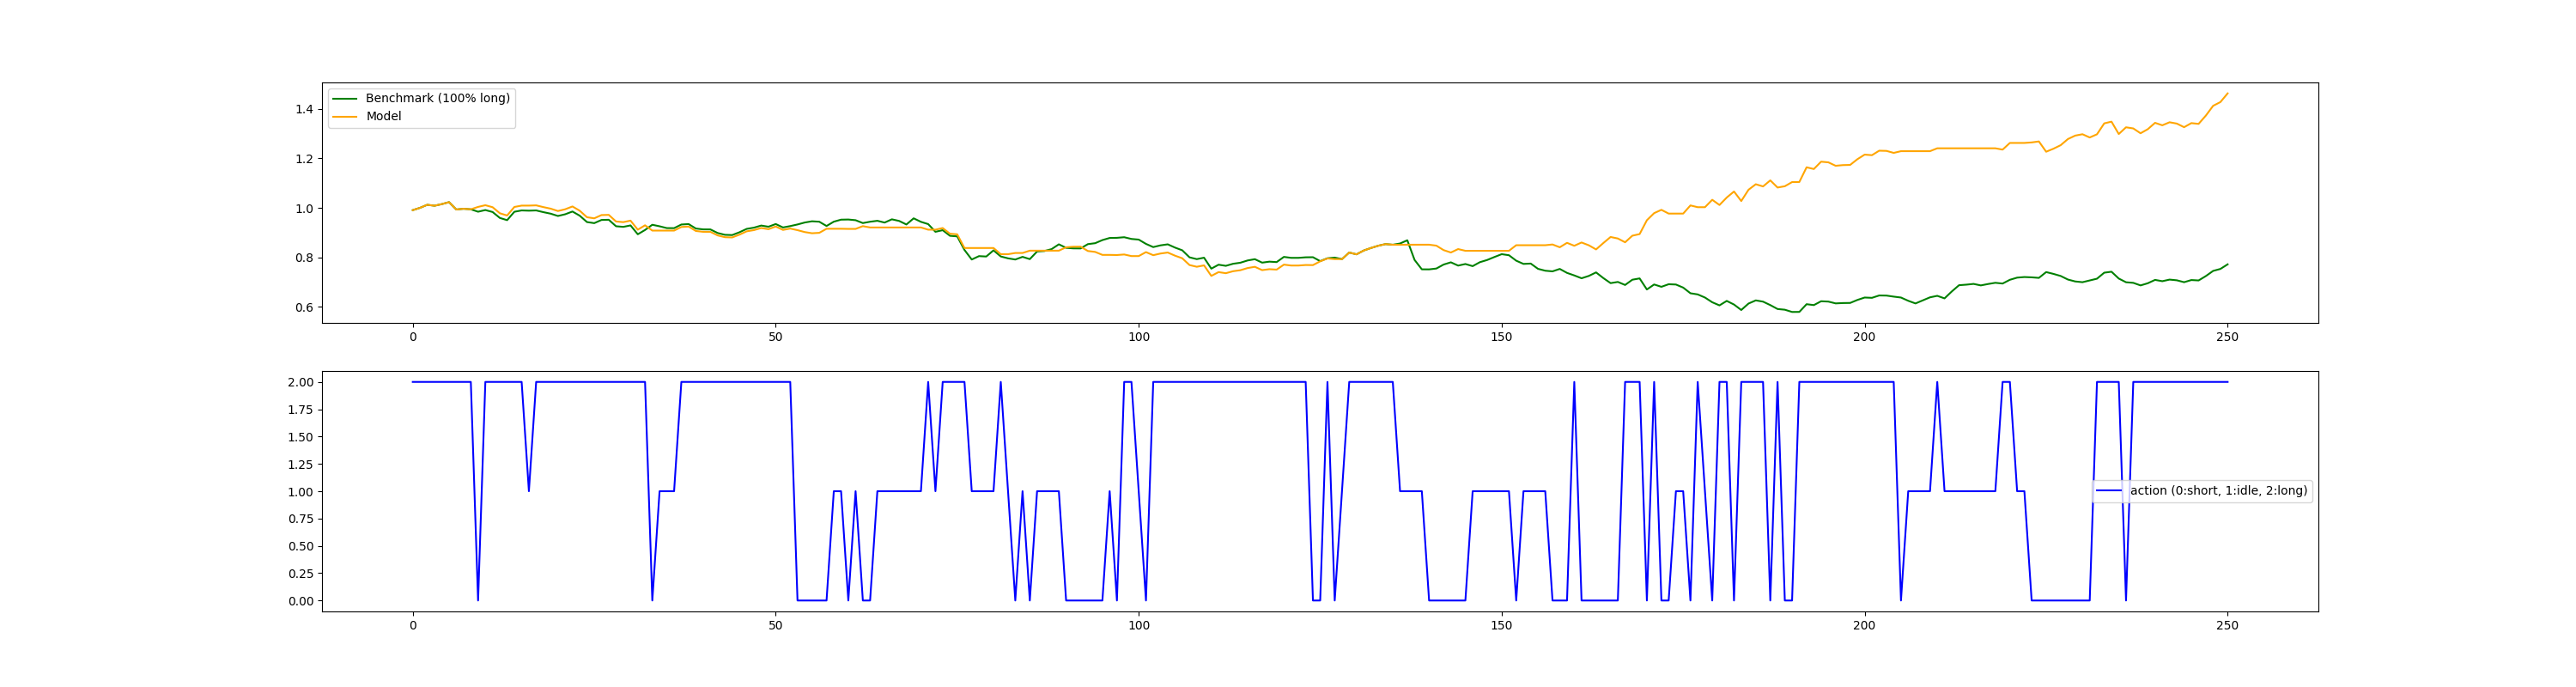 Benchmark (100% long)
Model
1.4
1.2
1.0
0.8
0.6
0 50 100 150 200 250
2.00
1.75
1.50
1.25
1.00
0.75
0.50
0.25
0.00
action (0:short, 1:idle, 2:long)
0 50 100 150 200 250